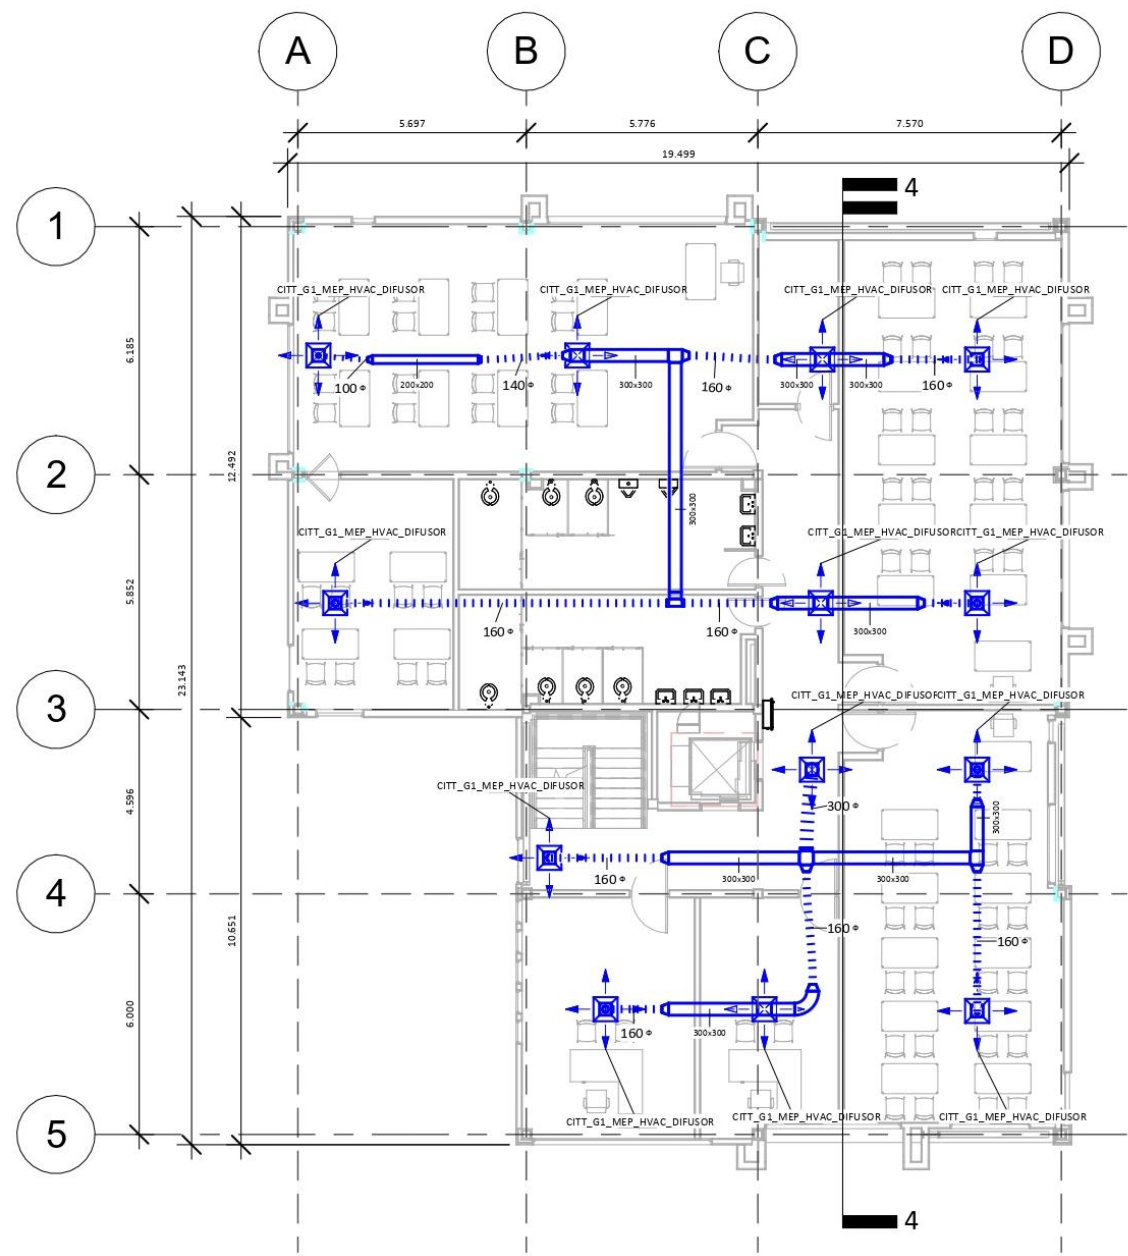 A
B
C
D
5.697
5.776
7.570
19.499
4
1
CITT_G1_MEP_HVAC_DIFUSOR
CITT_G1_MEP_HVAC_DIFUSOR
CITT_G1_MEP_HVAC_DIFUSOR
CITT_G1_MEP_HVAC_DIFUSOR
6.185
100 Φ
200x200
140 Φ
300x300
160 Φ
300x300
300x300
160 Φ
2
12.492
300x300
CITT_G1_MEP_HVAC_DIFUSOR
CITT_G1_MEP_HVAC_DIFUSOR
CITT_G1_MEP_HVAC_DIFUSOR
5.852
160 Φ
160 Φ
300x300
23.143
3
CITT_G1_MEP_HVAC_DIFUSOR
CITT_G1_MEP_HVAC_DIFUSOR
CITT_G1_MEP_HVAC_DIFUSOR
4.596
300 Φ
300x300
160 Φ
300x300
300x300
4
10.651
160 Φ
160 Φ
6.000
160 Φ
300x300
CITT_G1_MEP_HVAC_DIFUSOR
CITT_G1_MEP_HVAC_DIFUSOR
CITT_G1_MEP_HVAC_DIFUSOR
5
4